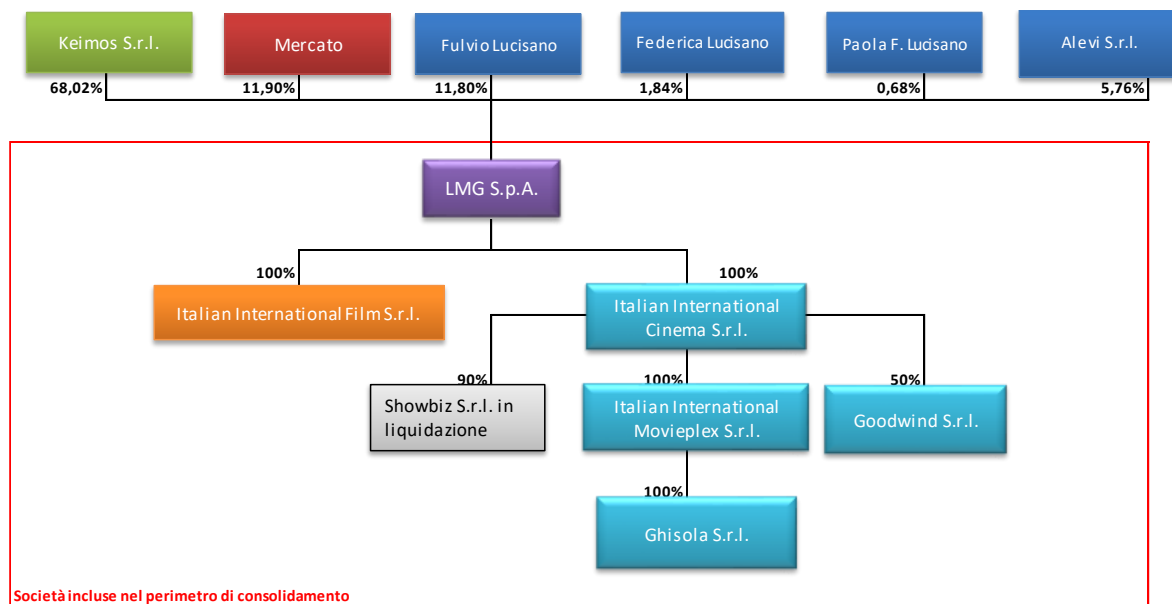 Keimos S.r.l.
Mercato
Fulvio Lucisano
Federica Lucisano
Paola F. Lucisano
Alevi S.r.l.
68,02%
11,90%
11,80%
1,84%
0,68%
5,76%
LMG S.p.A.
100%
100%
Italian International Film S.r.l.
Italian International
Cinema S.r.l.
90%
100%
50%
Showbiz S.r.l. in
liquidazione
Italian International
Movieplex S.r.l.
Goodwind S.r.l.
100%
Ghisola S.r.l.
Società incluse nel perimetro di consolidamento